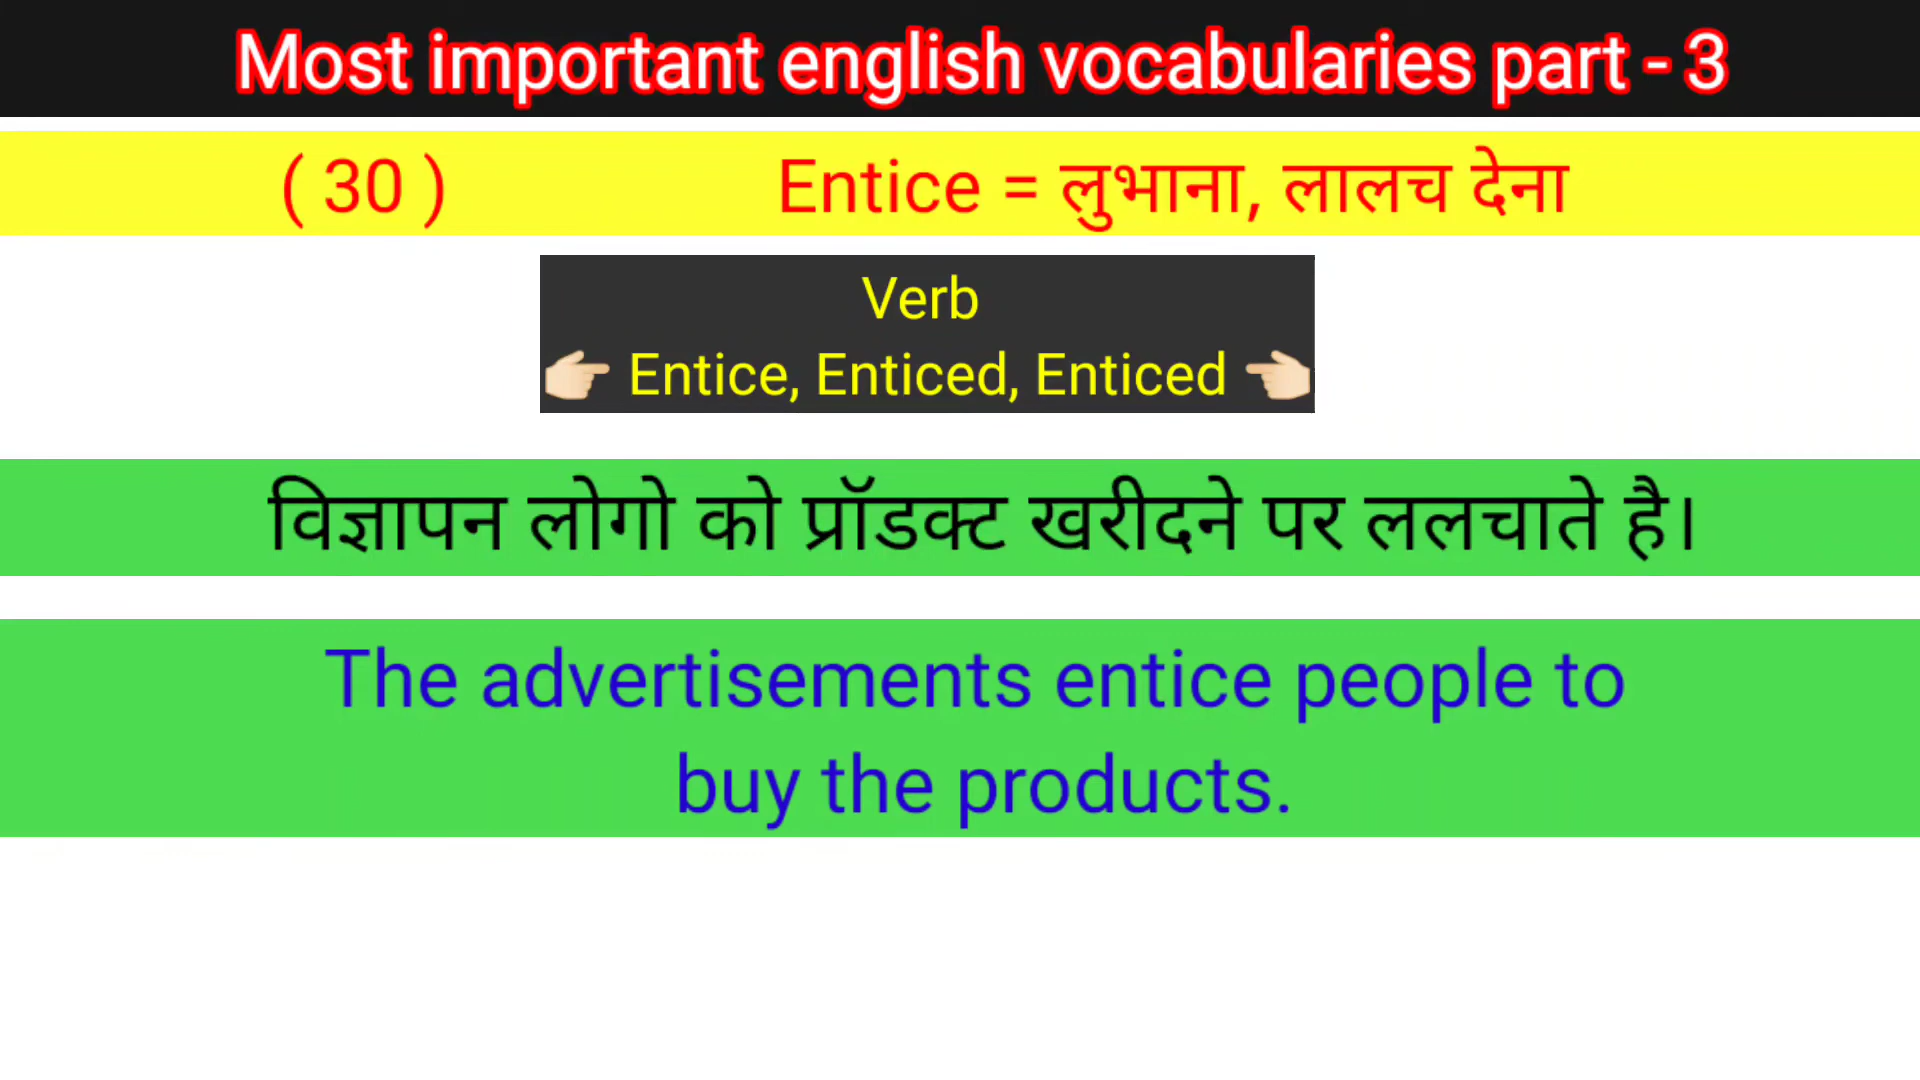 Most important english vocabularies part - 3
( 30 ) Entice = लुभाना, लालच देना
Verb
👉🏻 Entice, Enticed, Enticed 👈🏻
विज्ञापन लोगो को प्रॉडक्ट खरीदने पर ललचाते है।
The advertisements entice people to
buy the products.